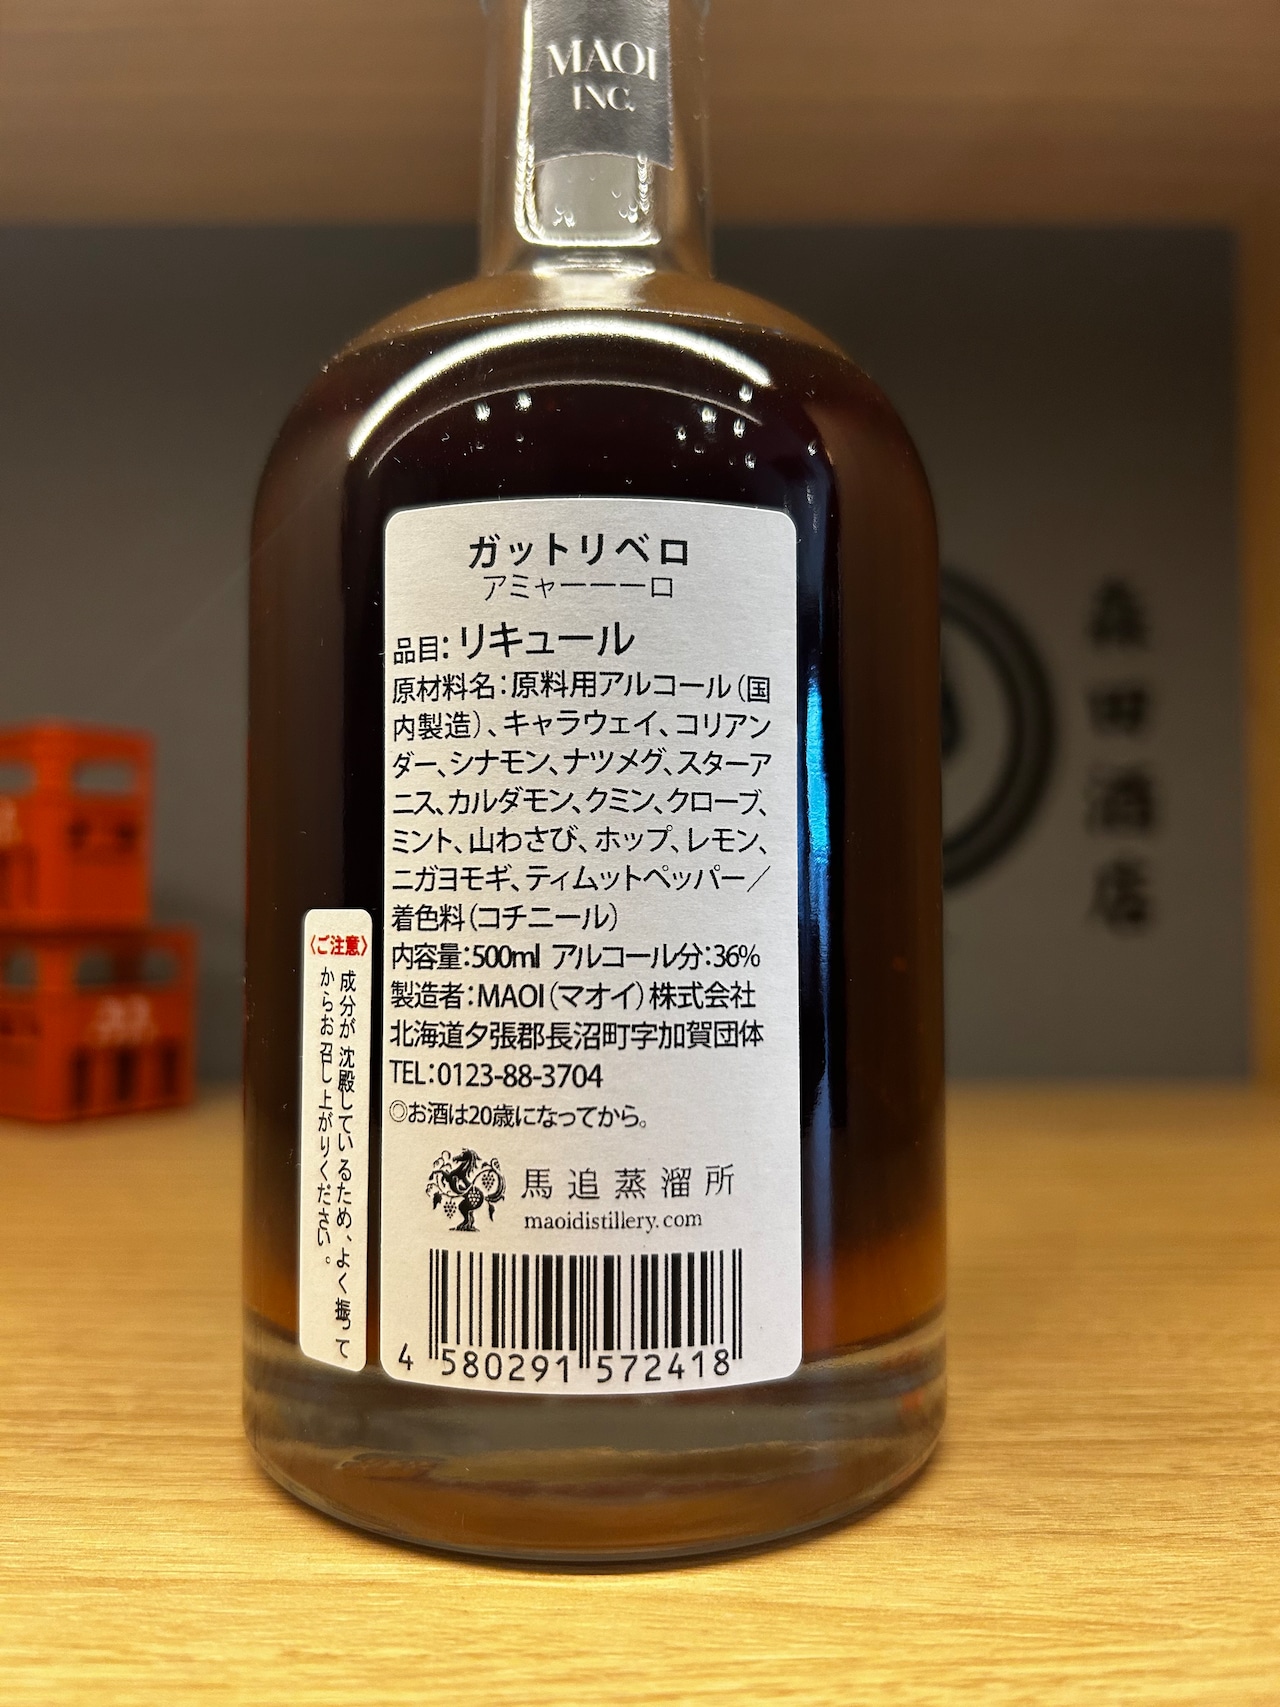 MAOI
INC.
ガットリベロ
アミャーーーロ
品目:リキュール
原材料名:原料用アルコール(国
内製造)、キャラウェイ、コリアン
ダー、シナモン、ナツメグ、スターア
ニス、カルダモン、クミン、クローブ、
ミント、山わさび、ホップ、レモン、
ニガヨモギ、ティムットペッパー/
着色料(コチニール)
内容量:500ml アルコール分:36%
製造者:MAOI(マオイ)株式会社
北海道夕張郡長沼町字加賀団体
TEL:0123-88-3704
◎お酒は20歳になってから。
馬追蒸溜所
maoidistillery.com
4 580291 572418
〈ご注意〉
成分が沈殿しているため、よく振って
からお召し上がりください。
森田酒店